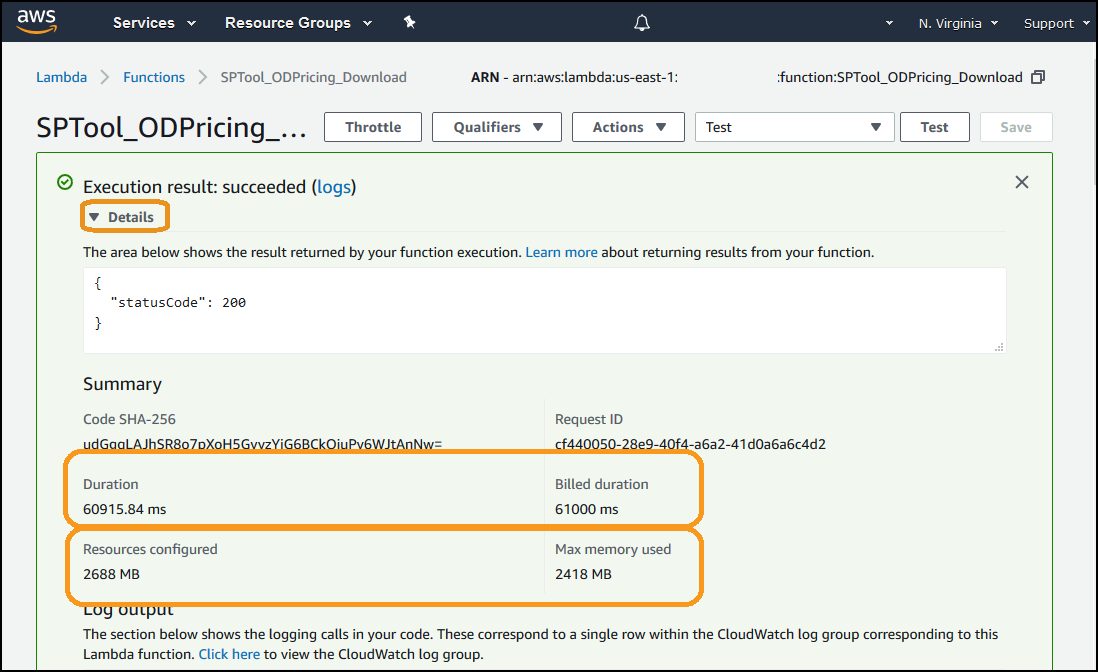 aws Services Resource Groups N. Virginia Support
Lambda Functions SPTool_ODPricing_Download ARN - arn:aws:lambda:us-east-1: :function:SPTool_ODPricing_Download
SPTool_ODPricing_... Throttle Qualifiers Actions Test Test Save
Execution result: succeeded (logs)
Details
The area below shows the result returned by your function execution. Learn more about returning results from your function.
{
"statusCode": 200
}
Summary
Code SHA-256 Request ID
cf440050-28e9-40f4-a6a2-41d0a6a6c4d2
Duration Billed duration
60915.84 ms 61000 ms
Resources configured Max memory used
2688 MB 2418 MB
Log output
The section below shows the logging calls in your code. These correspond to a single row within the CloudWatch log group corresponding to this
Lambda function. Click here to view the CloudWatch log group.